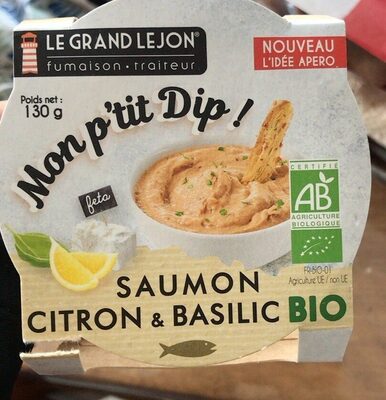 LE GRAND LEJON®
fumaison • traiteur
NOUVEAU
L'IDÉE APERO
Poids net :
130 g
Mon p'tit Dip !
feta
CERTIFIÉ
AB
AGRICULTURE
BIOLOGIQUE
FR-BIO-01
Agriculture UE / non UE
SAUMON
CITRON & BASILIC BIO